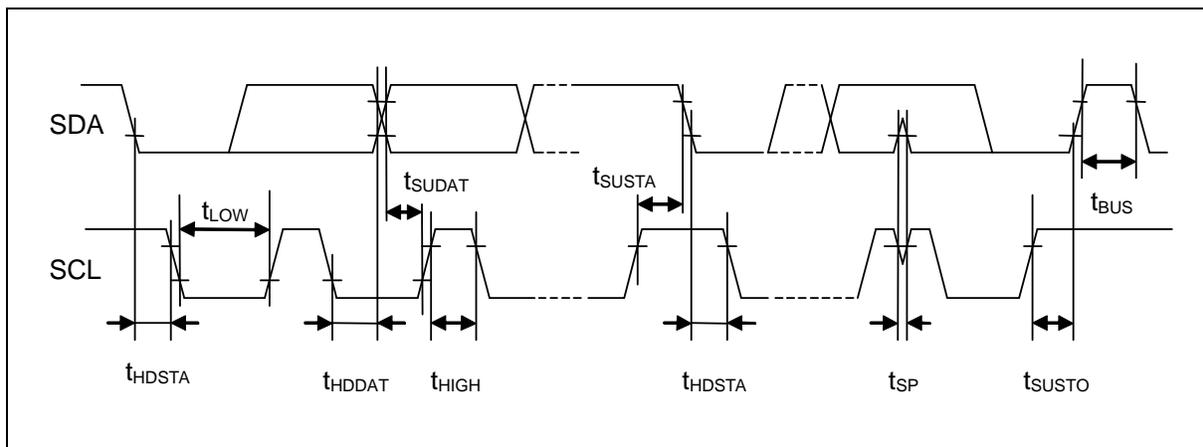 SDA
tSUDAT
tSUSTA
tBUS
tLOW
SCL
tHDSTA
tHDDAT
tHIGH
tHDSTA
tSP
tSUSTO